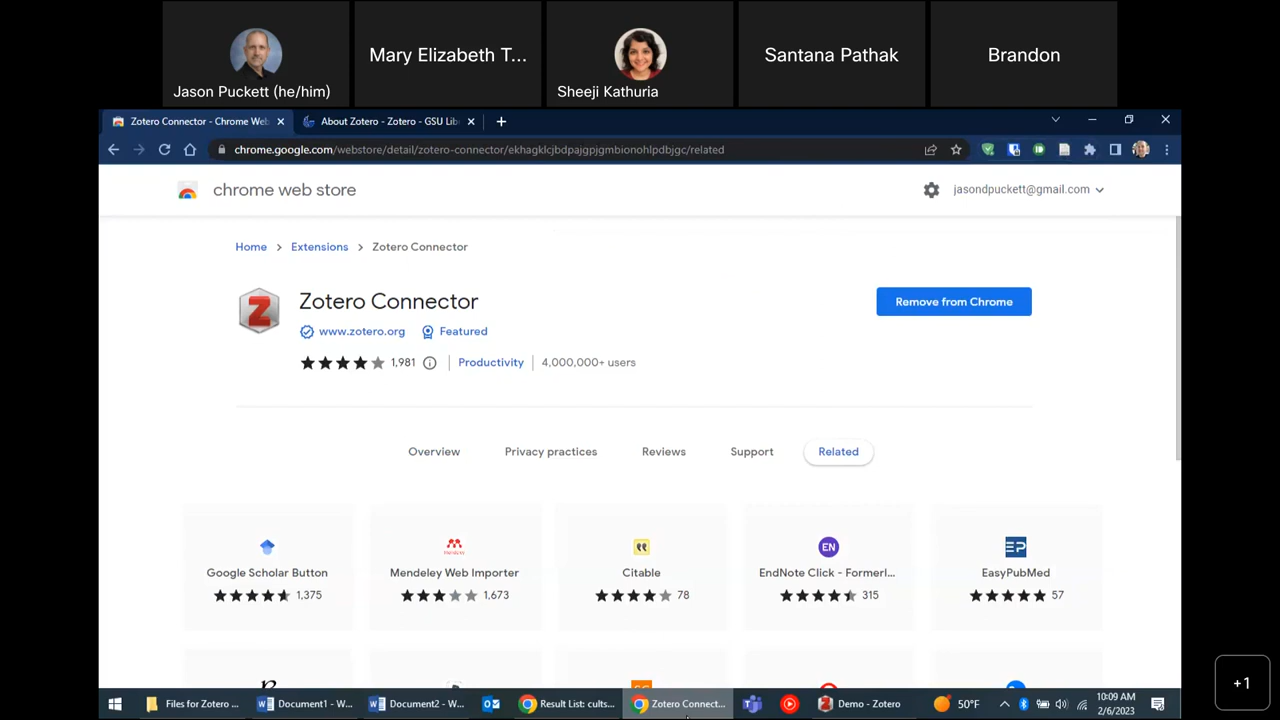 Jason Puckett (he/him)
Mary Elizabeth T...
Sheeji Kathuria
Santana Pathak
Brandon
Zotero Connector - Chrome Web
About Zotero - Zotero - GSU Lib
chrome.google.com/webstore/detail/zotero-connector/ekhagklcjbdpajgpjgmbionohlpdbjgc/related
chrome web store
jasondpuckett@gmail.com
Home > Extensions > Zotero Connector
Z
Zotero Connector
Remove from Chrome
www.zotero.org
Featured
1,981
Productivity
4,000,000+ users
Overview
Privacy practices
Reviews
Support
Related
Google Scholar Button
1,375
Mendeley
Mendeley Web Importer
1,673
Citable
78
EN
EndNote Click - Formerl...
315
EP
EasyPubMed
57
Files for Zotero ...
Document1 - W...
Document2 - W...
Result List: cults...
Zotero Connect...
Demo - Zotero
50°F
10:09 AM
2/6/2023
+1